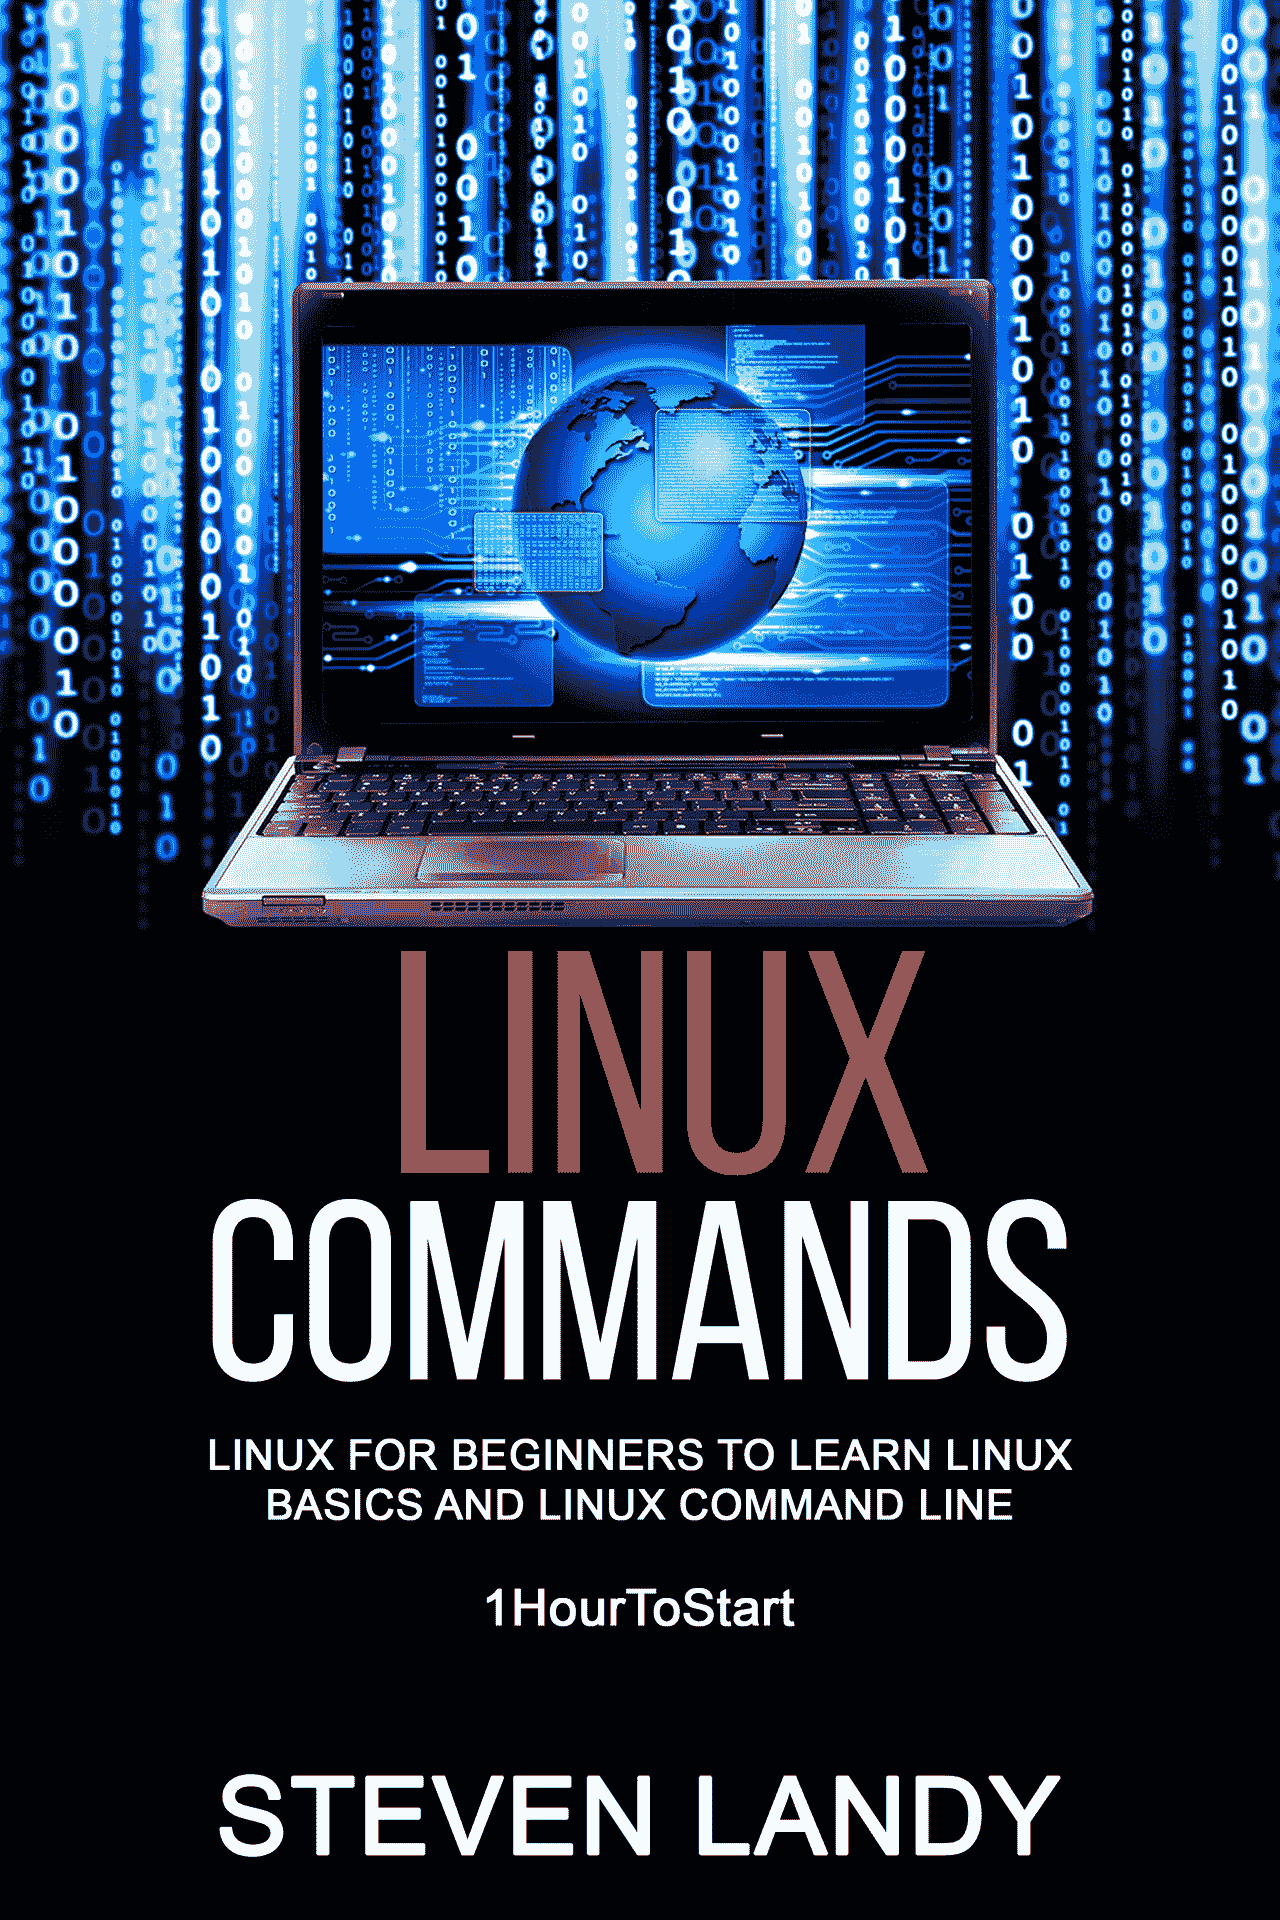 LINUX
COMMANDS
LINUX FOR BEGINNERS TO LEARN LINUX
BASICS AND LINUX COMMAND LINE
1HourToStart
STEVEN LANDY